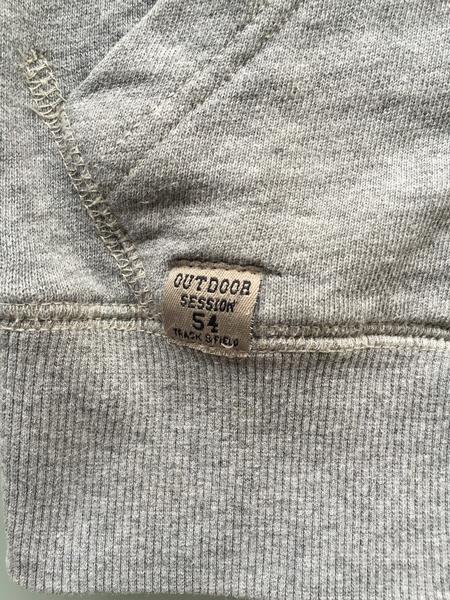 OUTDOOR
SESSION
54
TRACK & FIELD